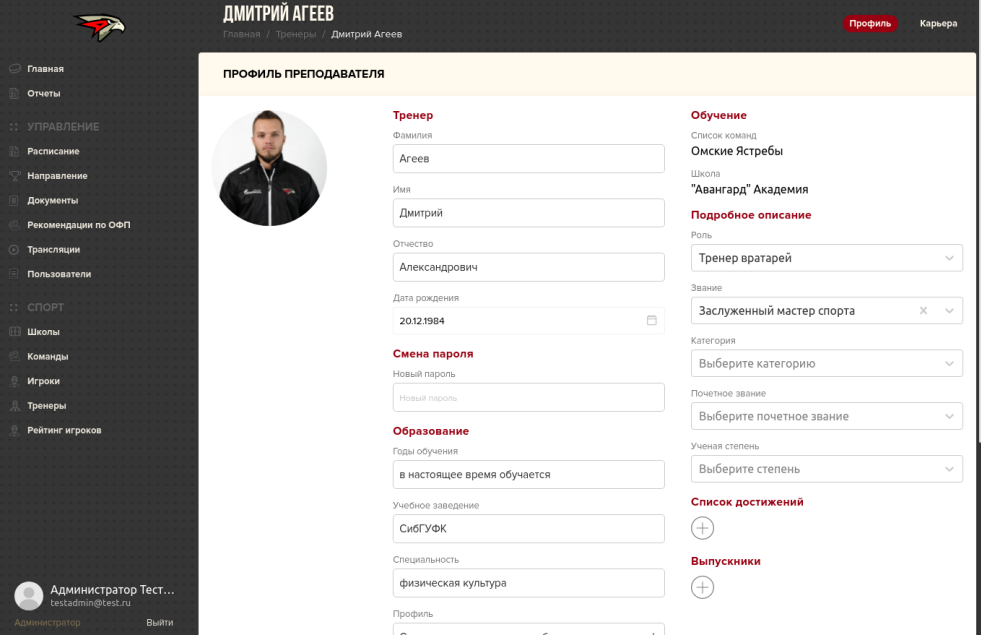 ДМИТРИЙ АГЕЕВ
Главная / Тренеры / Дмитрий Агеев
Профиль
Карьера
Главная
Отчеты
УПРАВЛЕНИЕ
Расписание
Направление
Документы
Рекомендации по ОФП
Трансляции
Пользователи
СПОРТ
Школы
Команды
Игроки
Тренеры
Рейтинг игроков
Администратор Тест...
testadmin@test.ru
Администратор
Выйти
ПРОФИЛЬ ПРЕПОДАВАТЕЛЯ
Тренер
Фамилия
Агеев
Имя
Дмитрий
Отчество
Александрович
Дата рождения
20.12.1984
Смена пароля
Новый пароль
Новый пароль
Образование
Годы обучения
в настоящее время обучается
Учебное заведение
СибГУФК
Специальность
физическая культура
Профиль
Обучение
Список команд
Омские Ястребы
Школа
"Авангард" Академия
Подробное описание
Роль
Тренер вратарей
Звание
Заслуженный мастер спорта
Категория
Выберите категорию
Почетное звание
Выберите почетное звание
Ученая степень
Выберите степень
Список достижений
Выпускники